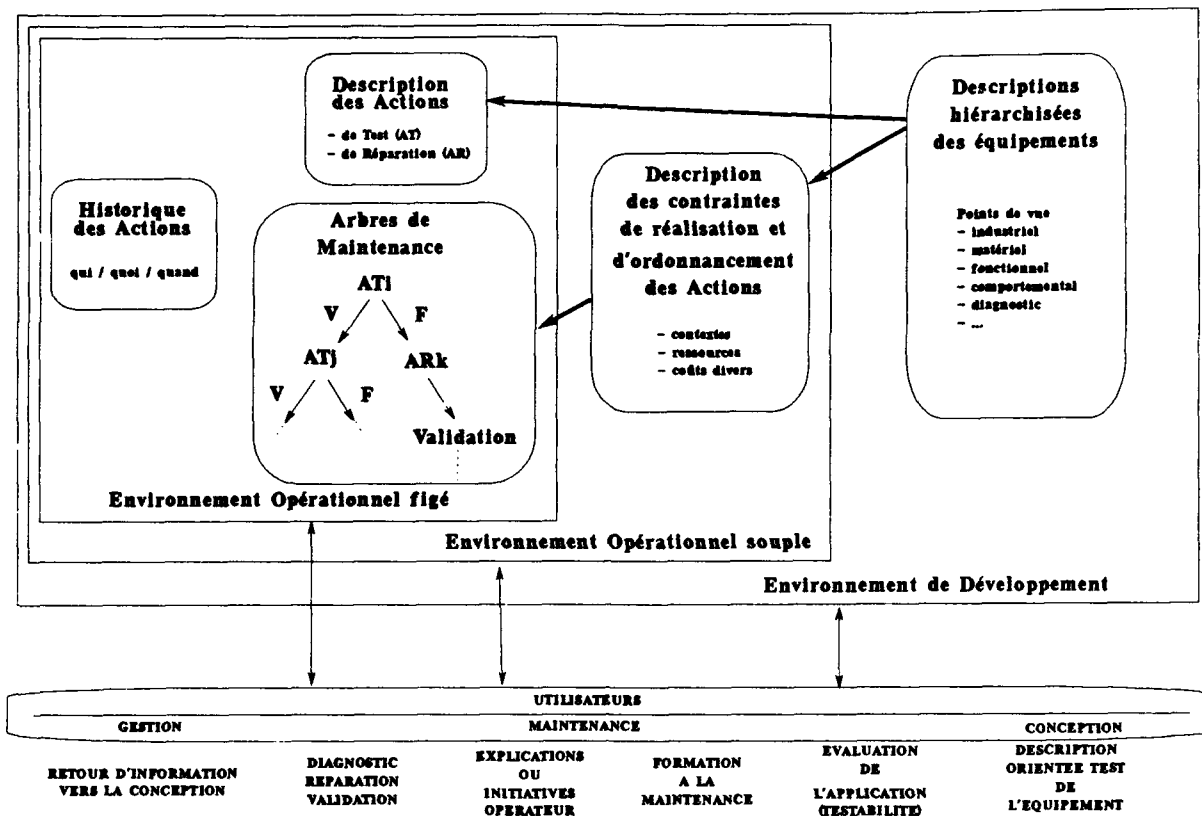 Description
des Actions
- de Test (AT)
- de Réparation (AR)
Historique
des Actions
qui / quoi / quand
Arbres de
Maintenance
ATi
V
F
ATj
ARk
V
F
Validation
Environnement Opérationnel figé
Description
des contraintes
de réalisation et
d'ordonnancement
des Actions
- contextes
- ressources
- coûts divers
Environnement Opérationnel souple
Descriptions
hiérarchisées
des équipements
Points de vue
- industriel
- matériel
- fonctionnel
- comportemental
- diagnostic
- ...
Environnement de Développement
UTILISATEURS
GESTION
MAINTENANCE
CONCEPTION
RETOUR D'INFORMATION
VERS LA CONCEPTION
DIAGNOSTIC
REPARATION
VALIDATION
EXPLICATIONS
OU
INITIATIVES
OPERATEUR
FORMATION
A LA
MAINTENANCE
EVALUATION
DE
L'APPLICATION
(TESTABILITE)
DESCRIPTION
ORIENTEE TEST
DE
L'EQUIPEMENT